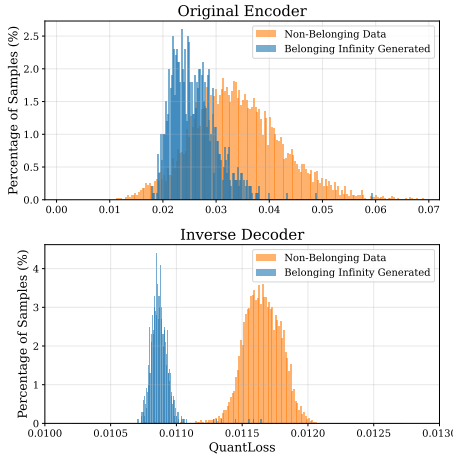 Original Encoder
Percentage of Samples (%)
2.5
2.0
1.5
1.0
0.5
0.0
Non-Belonging Data
Belonging Infinity Generated
0.00 0.01 0.02 0.03 0.04 0.05 0.06 0.07
Inverse Decoder
Percentage of Samples (%)
4
3
2
1
0
Non-Belonging Data
Belonging Infinity Generated
0.0100 0.0105 0.0110 0.0115 0.0120 0.0125 0.0130
QuantLoss